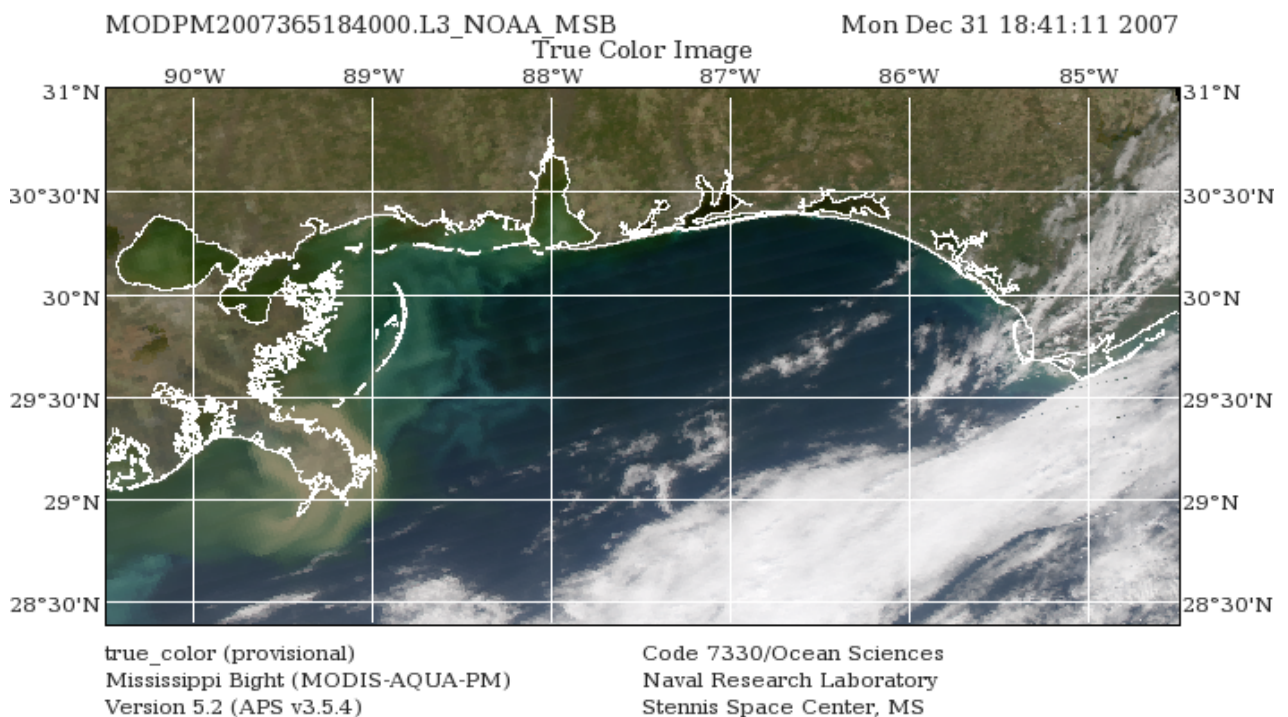 MODPM2007365184000.L3_NOAA_MSB Mon Dec 31 18:41:11 2007
True Color Image
90°W 89°W 88°W 87°W 86°W 85°W
31°N 31°N
30°30'N 30°30'N
30°N 30°N
29°30'N 29°30'N
29°N 29°N
28°30'N 28°30'N
true_color (provisional) Code 7330/Ocean Sciences
Mississippi Bight (MODIS-AQUA-PM) Naval Research Laboratory
Version 5.2 (APS v3.5.4) Stennis Space Center, MS